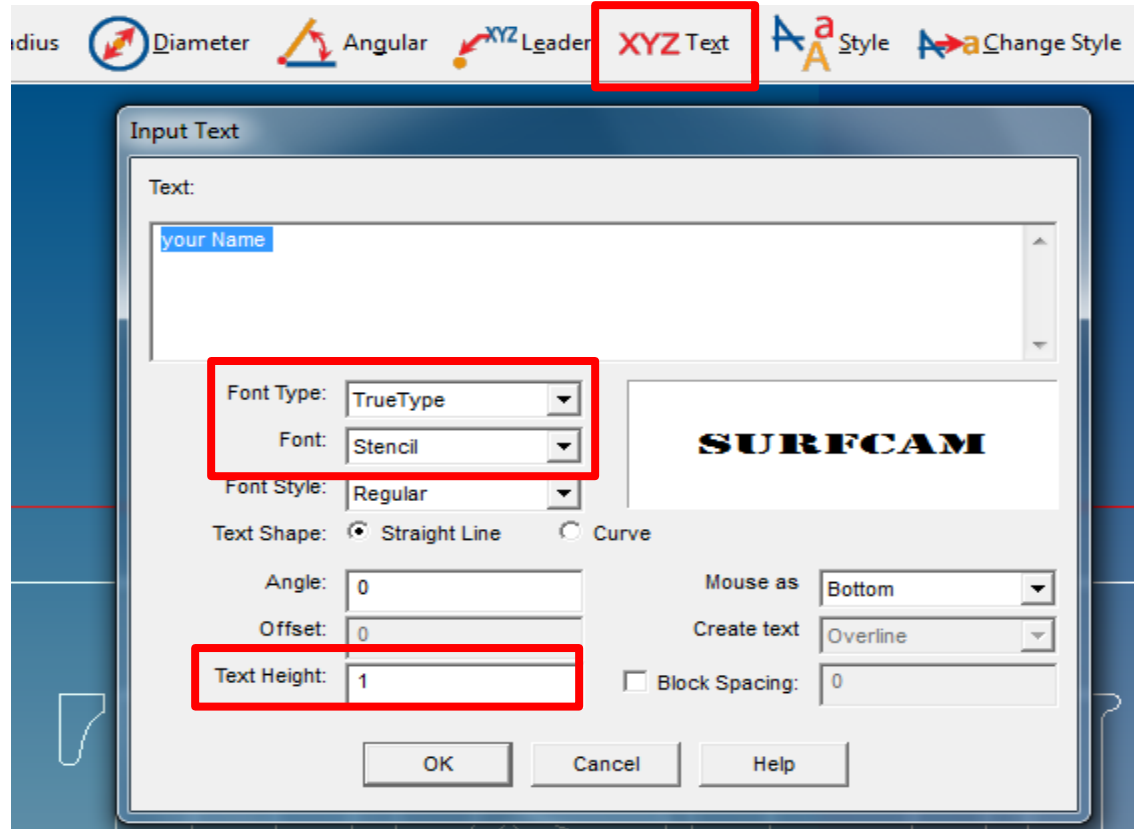 dius Diameter Angular XYZ Leader XYZ Text A a A Style A a Change Style
Input Text
Text:
your Name
Font Type: TrueType
Font: Stencil
SURFCAM
Font Style: Regular
Text Shape: Straight Line Curve
Angle: 0 Mouse as Bottom
Offset: 0 Create text Overline
Text Height: 1 Block Spacing: 0
OK Cancel Help